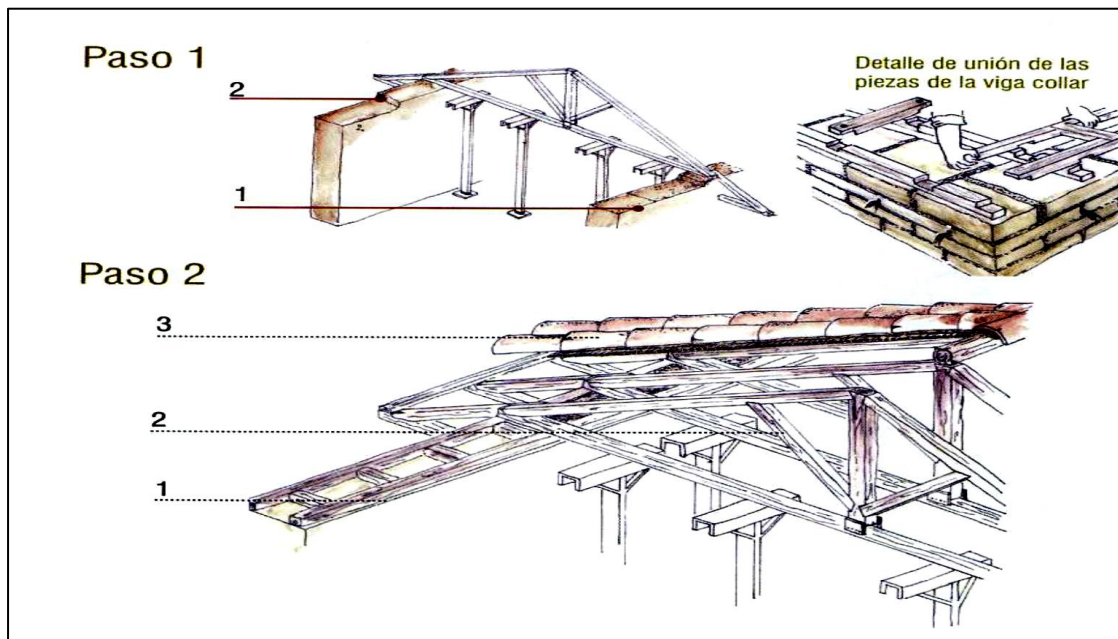 Paso 1
2
1
Detalle de unión de las
piezas de la viga collar
Paso 2
3
2
1